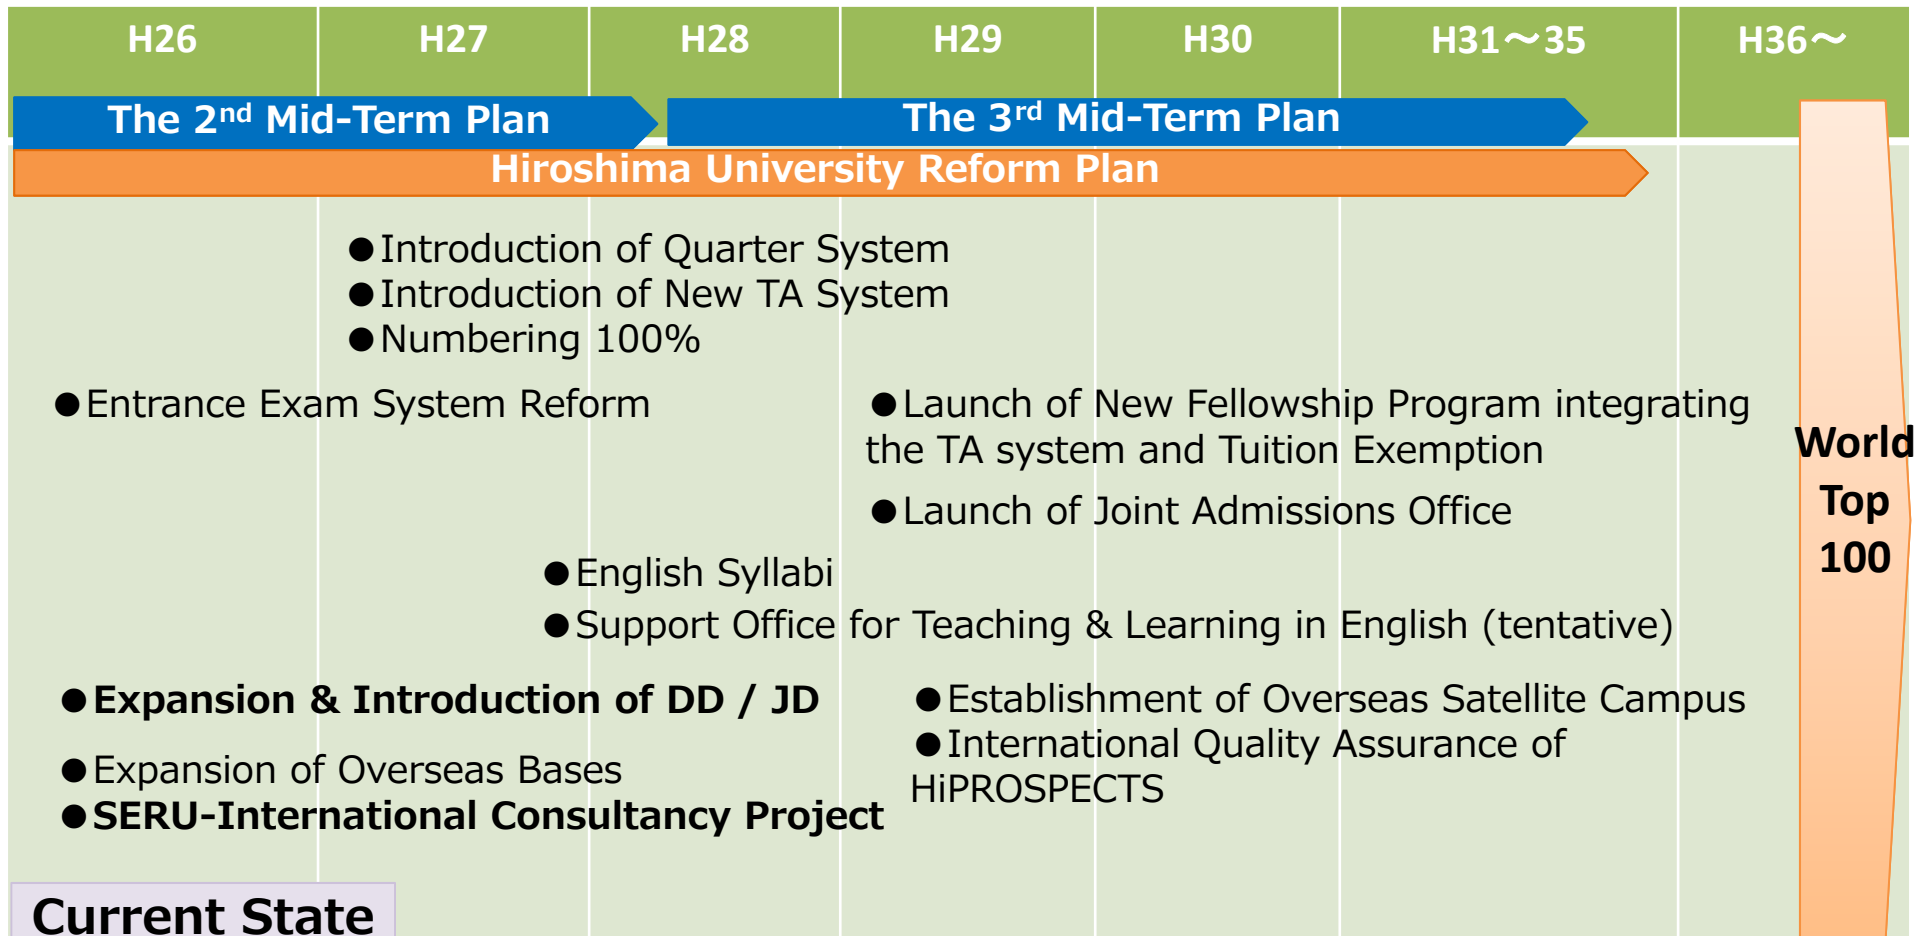 H26 H27 H28 H29 H30 H31～35 H36～
The 2nd Mid-Term Plan
The 3rd Mid-Term Plan
Hiroshima University Reform Plan
●Introduction of Quarter System
●Introduction of New TA System
●Numbering 100%
●Entrance Exam System Reform
●Launch of New Fellowship Program integrating
the TA system and Tuition Exemption
●Launch of Joint Admissions Office
●English Syllabi
●Support Office for Teaching & Learning in English (tentative)
●Expansion & Introduction of DD / JD
●Expansion of Overseas Bases
●SERU-International Consultancy Project
●Establishment of Overseas Satellite Campus
●International Quality Assurance of
HiPROSPECTS
World
Top
100
Current State